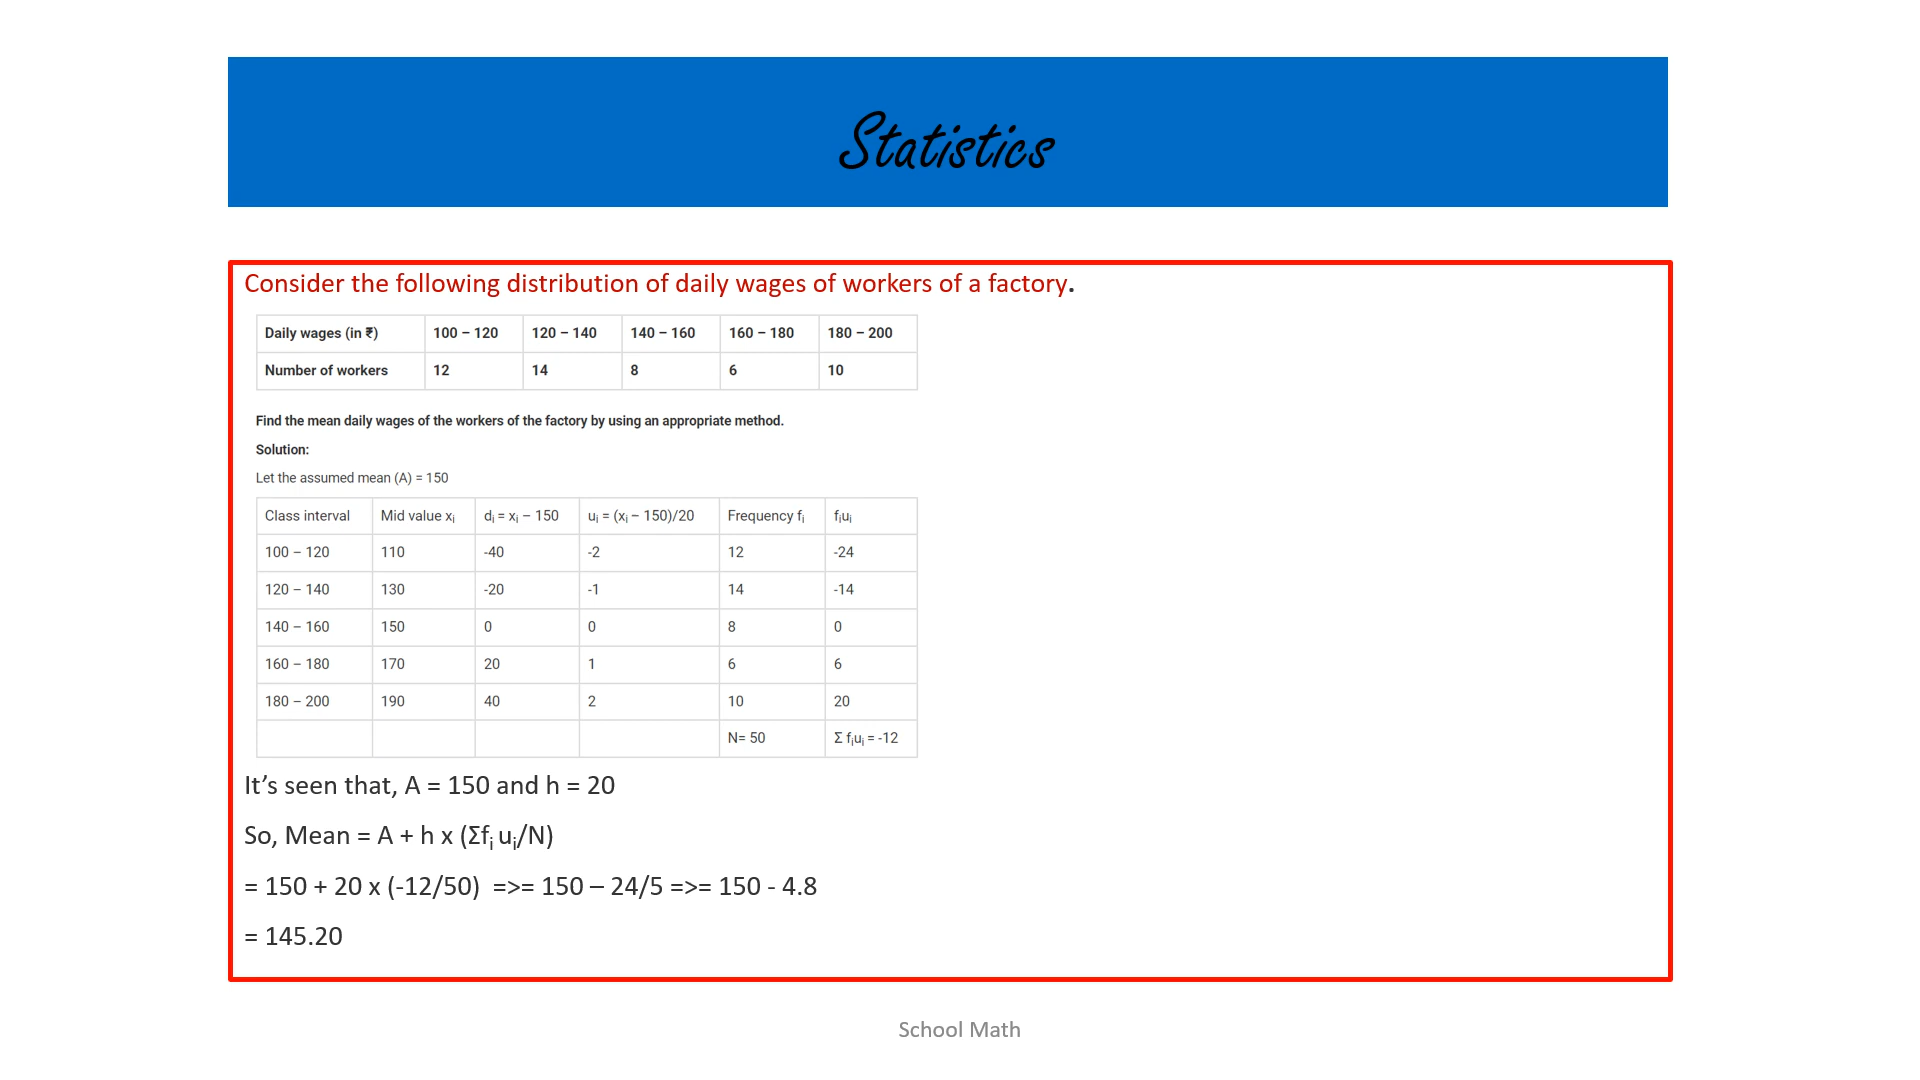 Statistics
Consider the following distribution of daily wages of workers of a factory.
Daily wages (in ₹) 100 – 120 120 – 140 140 – 160 160 – 180 180 – 200
Number of workers 12 14 8 6 10
Find the mean daily wages of the workers of the factory by using an appropriate method.
Solution:
Let the assumed mean (A) = 150
Class interval Mid value xᵢ dᵢ = xᵢ – 150 uᵢ = (xᵢ – 150)/20 Frequency fᵢ fᵢuᵢ
100 – 120 110 -40 -2 12 -24
120 – 140 130 -20 -1 14 -14
140 – 160 150 0 0 8 0
160 – 180 170 20 1 6 6
180 – 200 190 40 2 10 20
N= 50 Σ fᵢuᵢ = -12
It’s seen that, A = 150 and h = 20
So, Mean = A + h x (Σfᵢ uᵢ/N)
= 150 + 20 x (-12/50) =>= 150 – 24/5 =>= 150 - 4.8
= 145.20
School Math